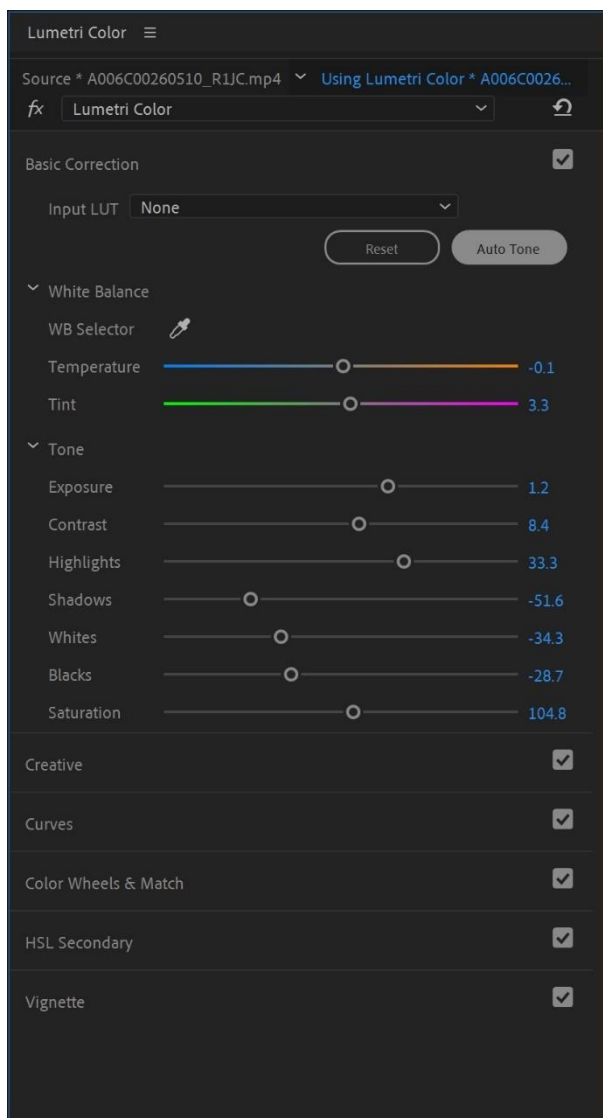 Lumetri Color
Source * A006C00260510_R1JC.mp4 Using Lumetri Color * A006C0026...
fx Lumetri Color
Basic Correction
Input LUT None
Reset Auto Tone
White Balance
WB Selector
Temperature -0.1
Tint 3.3
Tone
Exposure 1.2
Contrast 8.4
Highlights 33.3
Shadows -51.6
Whites -34.3
Blacks -28.7
Saturation 104.8
Creative
Curves
Color Wheels & Match
HSL Secondary
Vignette